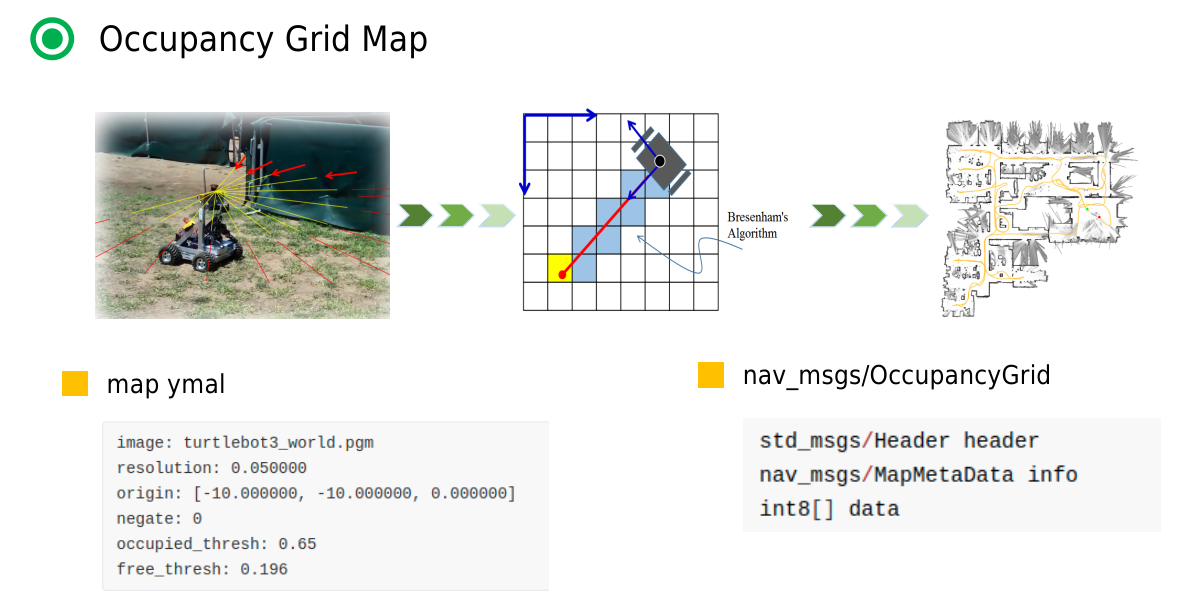 Occupancy Grid Map
Bresenham's
Algorithm
map ymal
image: turtlebot3_world.pgm
resolution: 0.050000
origin: [-10.000000, -10.000000, 0.000000]
negate: 0
occupied_thresh: 0.65
free_thresh: 0.196
nav_msgs/OccupancyGrid
std_msgs/Header header
nav_msgs/MapMetaData info
int8[] data